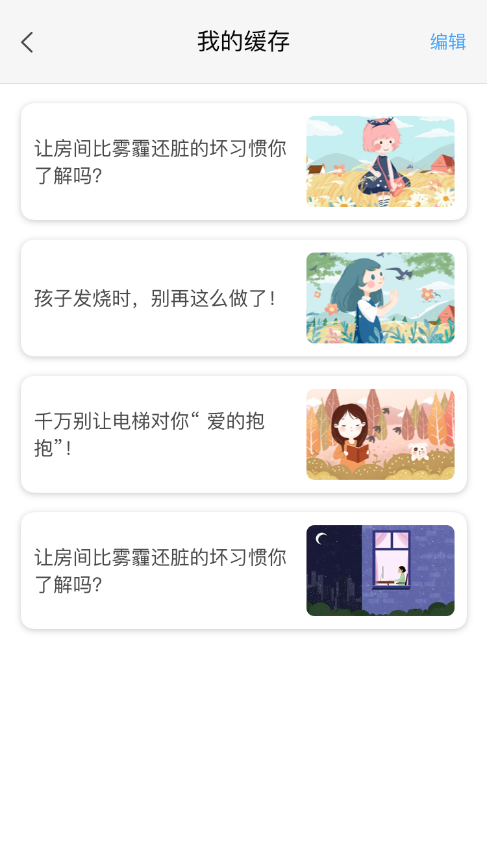 我的缓存
编辑
让房间比雾霾还脏的坏习惯你
了解吗？
孩子发烧时，别再这么做了！
千万别让电梯对你“ 爱的抱
抱”！
让房间比雾霾还脏的坏习惯你
了解吗？